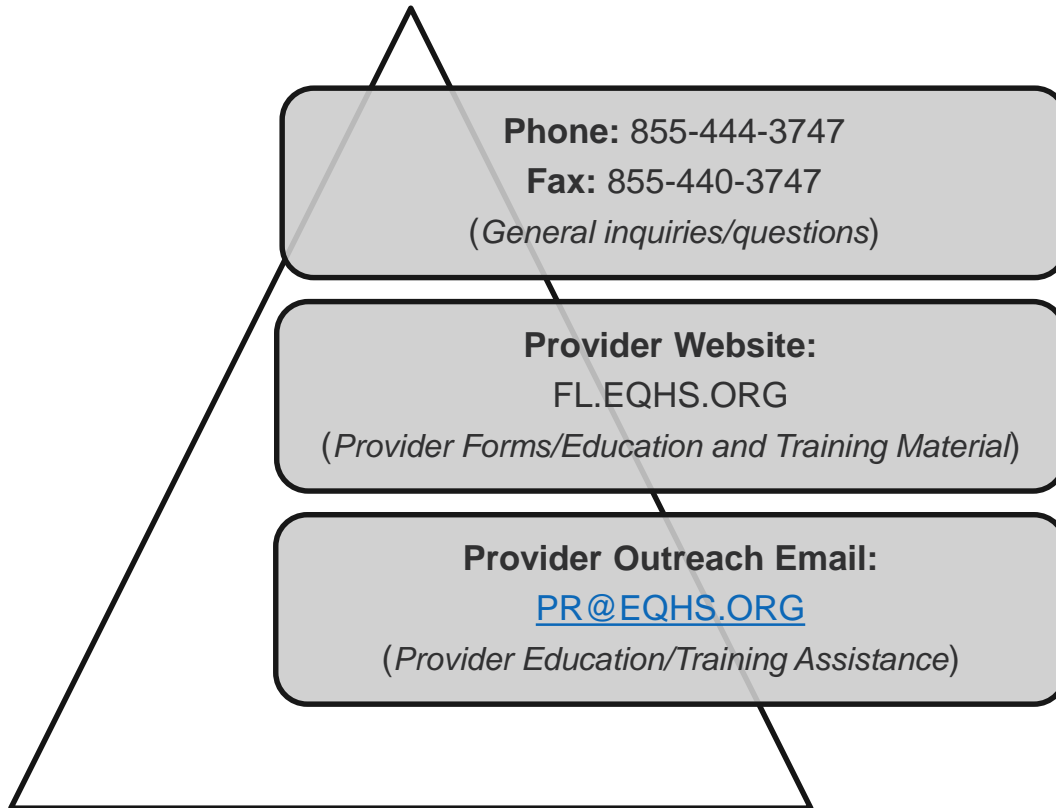 Phone: 855-444-3747
Fax: 855-440-3747
(General inquiries/questions)
Provider Website:
FL.EQHS.ORG
(Provider Forms/Education and Training Material)
Provider Outreach Email:
PR@EQHS.ORG
(Provider Education/Training Assistance)